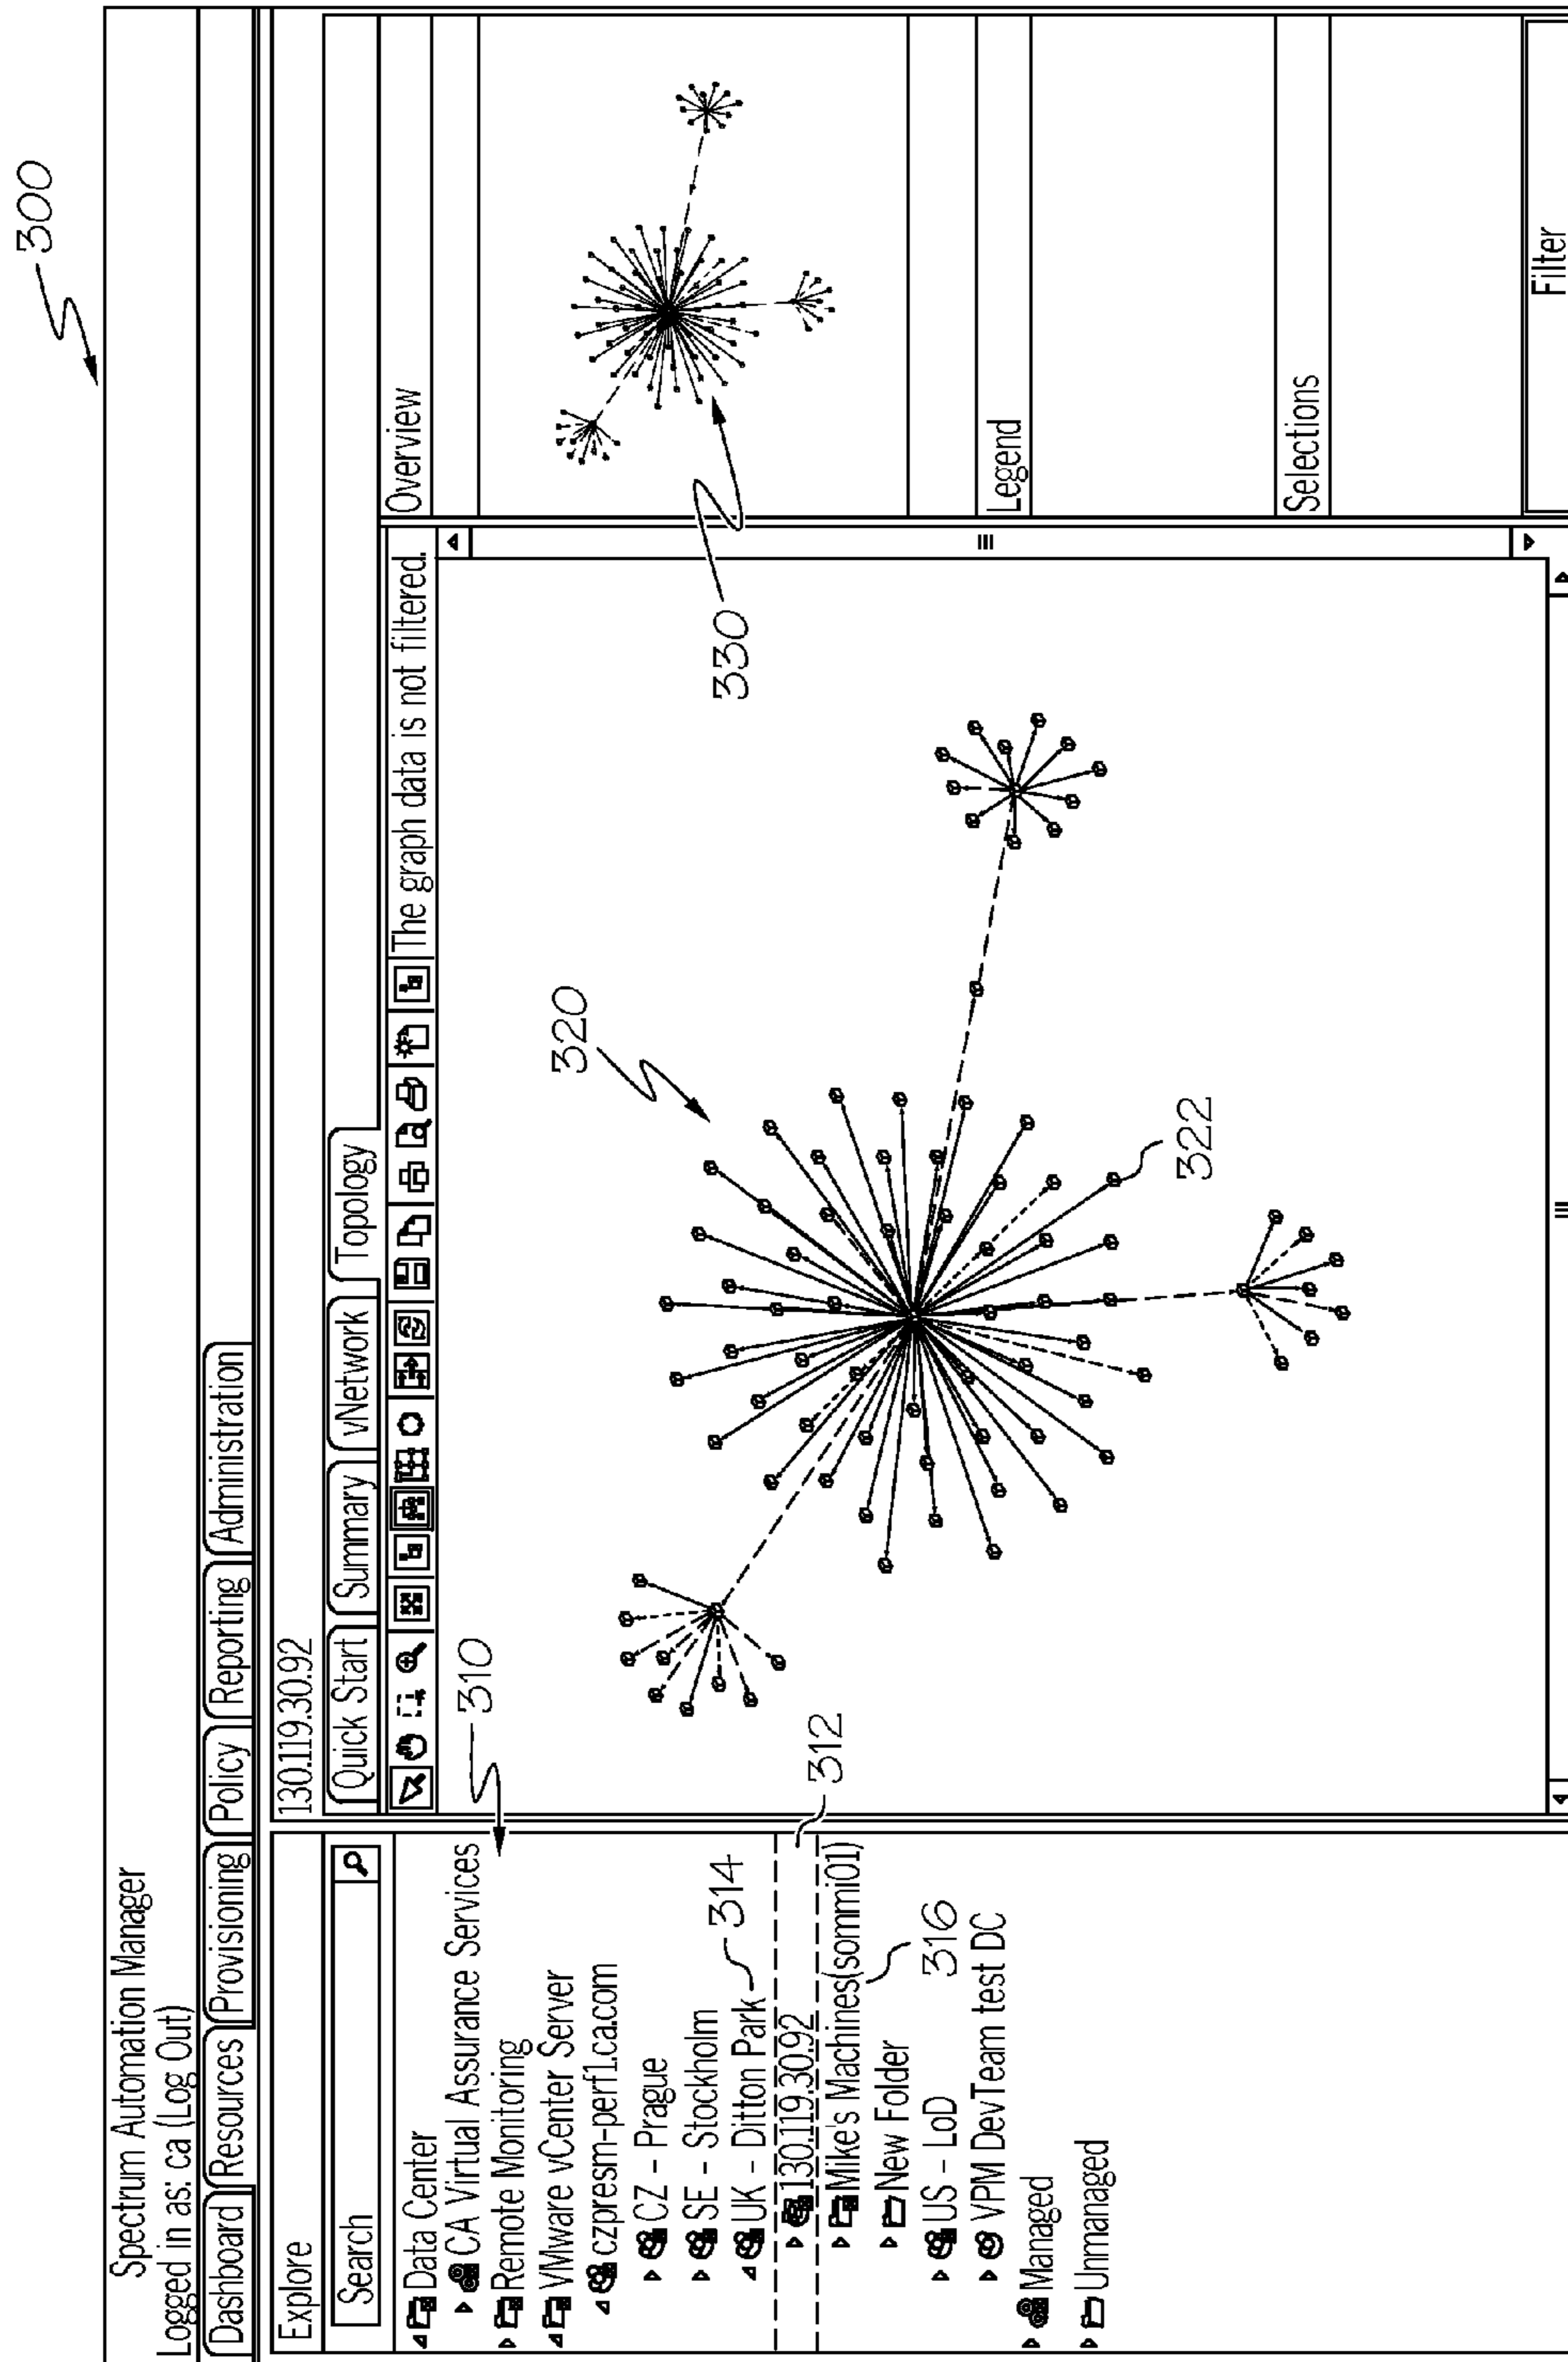 300
Spectrum Automation Manager
Logged in as: ca (Log Out)
Dashboard Resources Provisioning Policy Reporting Administration
Explore
130.119.30.92
Search
Quick Start Summary vNetwork Topology
The graph data is not filtered.
Overview
310
Data Center
CA Virtual Assurance Services
Remote Monitoring
VMware vCenter Server
czpresm-perf1.ca.com
CZ - Prague
SE - Stockholm
UK - Ditton Park
314
130.119.30.92
312
Mike's Machines(sommi01)
316
New Folder
US - LoD
VPM DevTeam test DC
Managed
Unmanaged
320
322
330
Legend
Selections
Filter